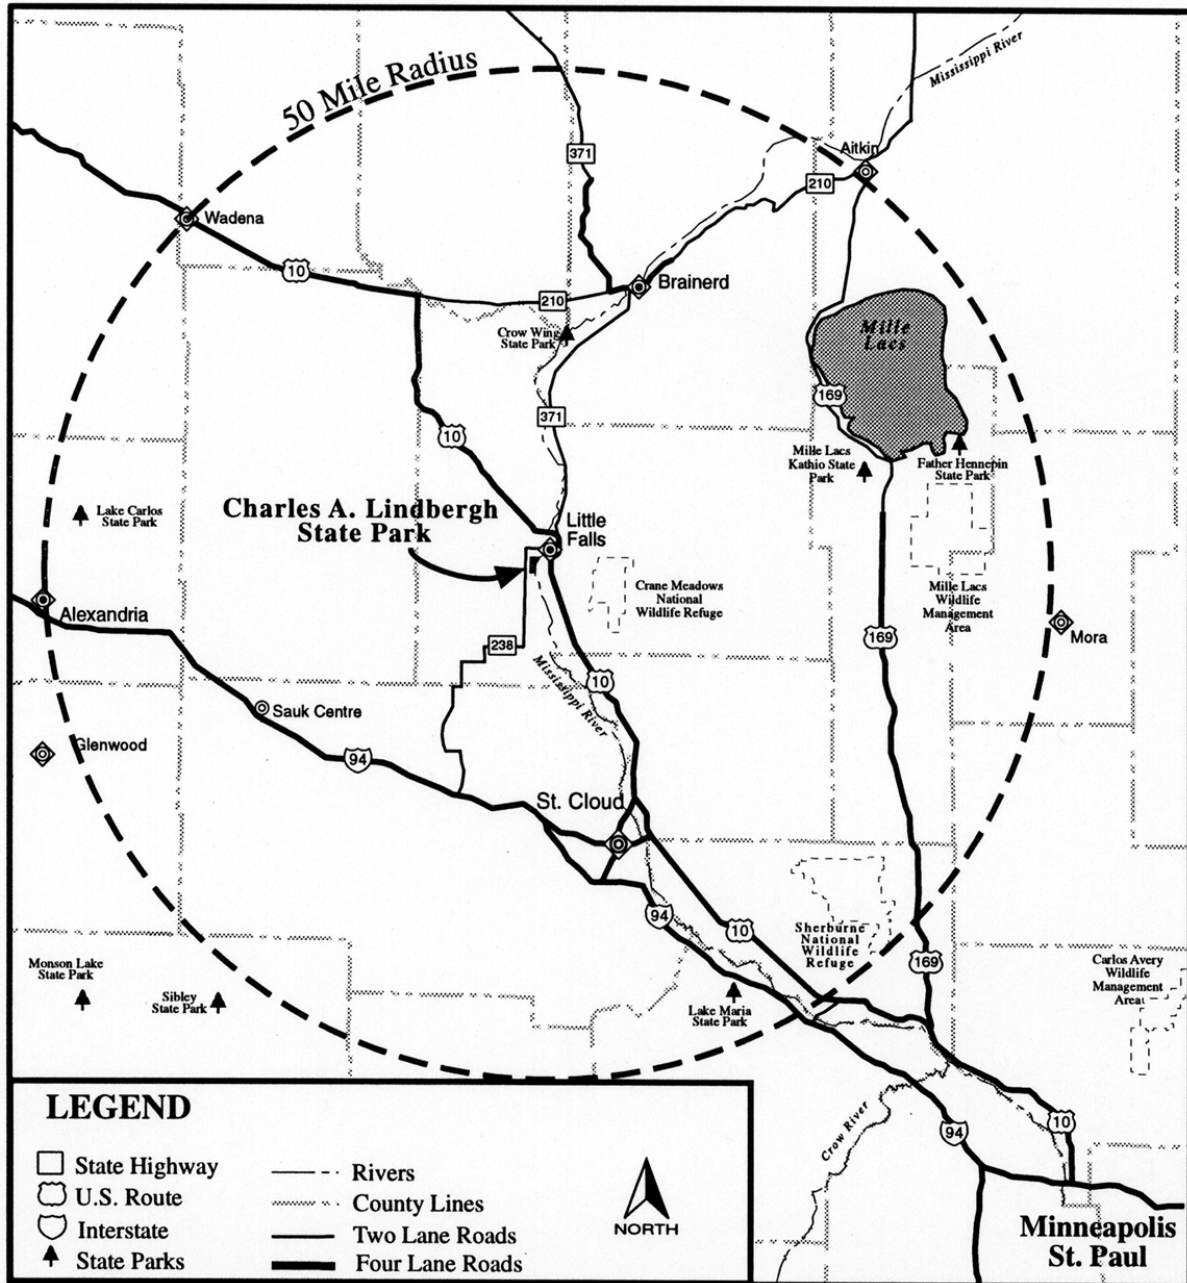 50 Mile Radius
Mississippi River
371
Aitkin
210
Wadena
10
Brainerd
210
Crow Wing
State Park
Mille
Lacs
169
371
10
Mille Lacs
Kathio State
Park
Father Hennepin
State Park
Charles A. Lindbergh
State Park
Lake Carlos
State Park
Little
Falls
Crane Meadows
National
Wildlife Refuge
Mille Lacs
Wildlife
Management
Area
Alexandria
Mora
169
238
Mississippi River
10
Sauk Centre
Glenwood
94
St. Cloud
94
10
Sherburne
National
Wildlife
Refuge
169
Carlos Avery
Wildlife
Management
Area
Monson Lake
State Park
Sibley
State Park
Lake Maria
State Park
Crow River
10
94
Minneapolis
St. Paul
LEGEND
State Highway
U.S. Route
Interstate
State Parks
Rivers
County Lines
Two Lane Roads
Four Lane Roads
NORTH